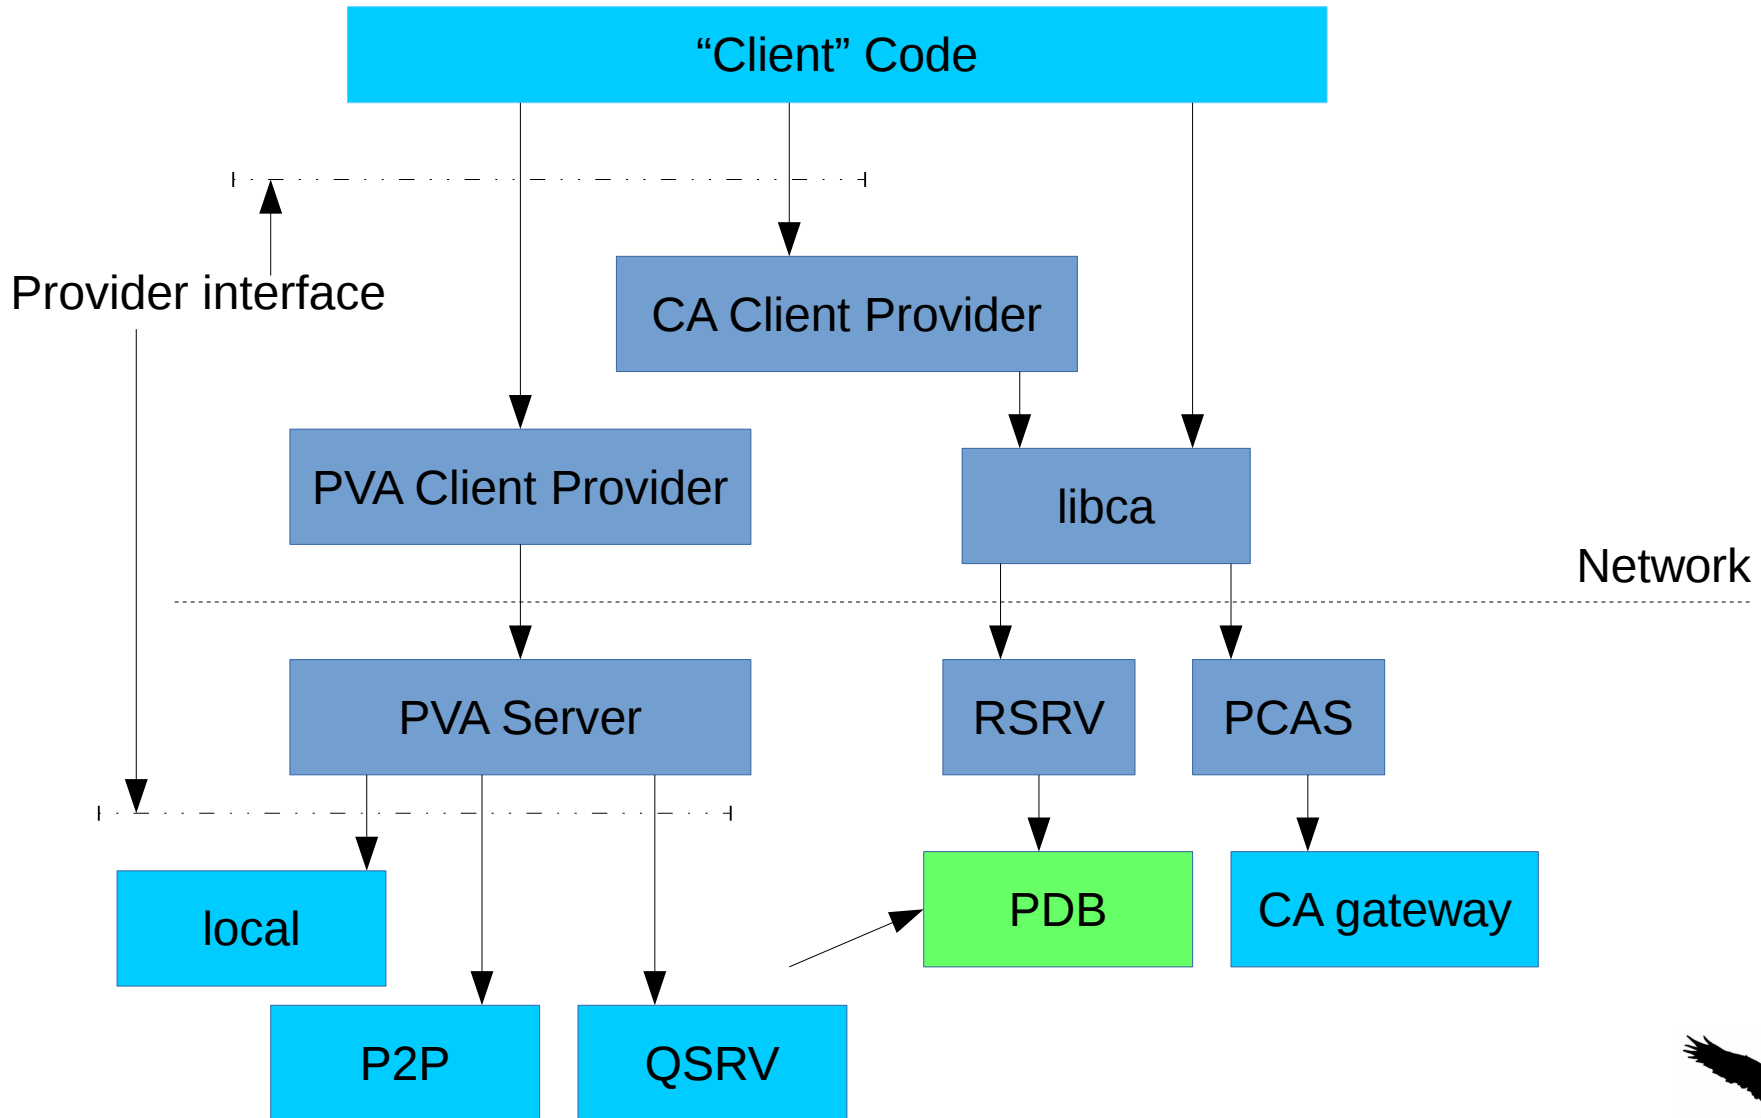 “Client” Code
Provider interface
CA Client Provider
PVA Client Provider
libca
Network
PVA Server
RSRV
PCAS
local
PDB
CA gateway
P2P
QSRV